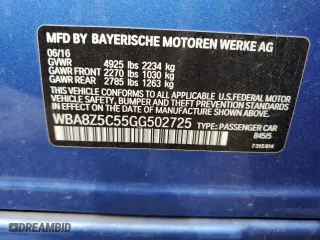 MFD BY BAYERISCHE MOTOREN WERKE AG
06/16
GVWR 4925 lbs 2234 kg
GAWR FRONT 2270 lbs 1030 kg
GAWR REAR 2785 lbs 1263 kg
THIS VEHICLE CONFORMS TO ALL APPLICABLE
FEDERAL MOTOR VEHICLE SAFETY, BUMPER, AND
THEFT PREVENTION STANDARDS IN EFFECT ON THE
DATE OF MANUFACTURE SHOWN ABOVE.
WBA8Z5C55GG502725 TYPE: PASSENGER CAR
B45/5
7315814
DREAMBID